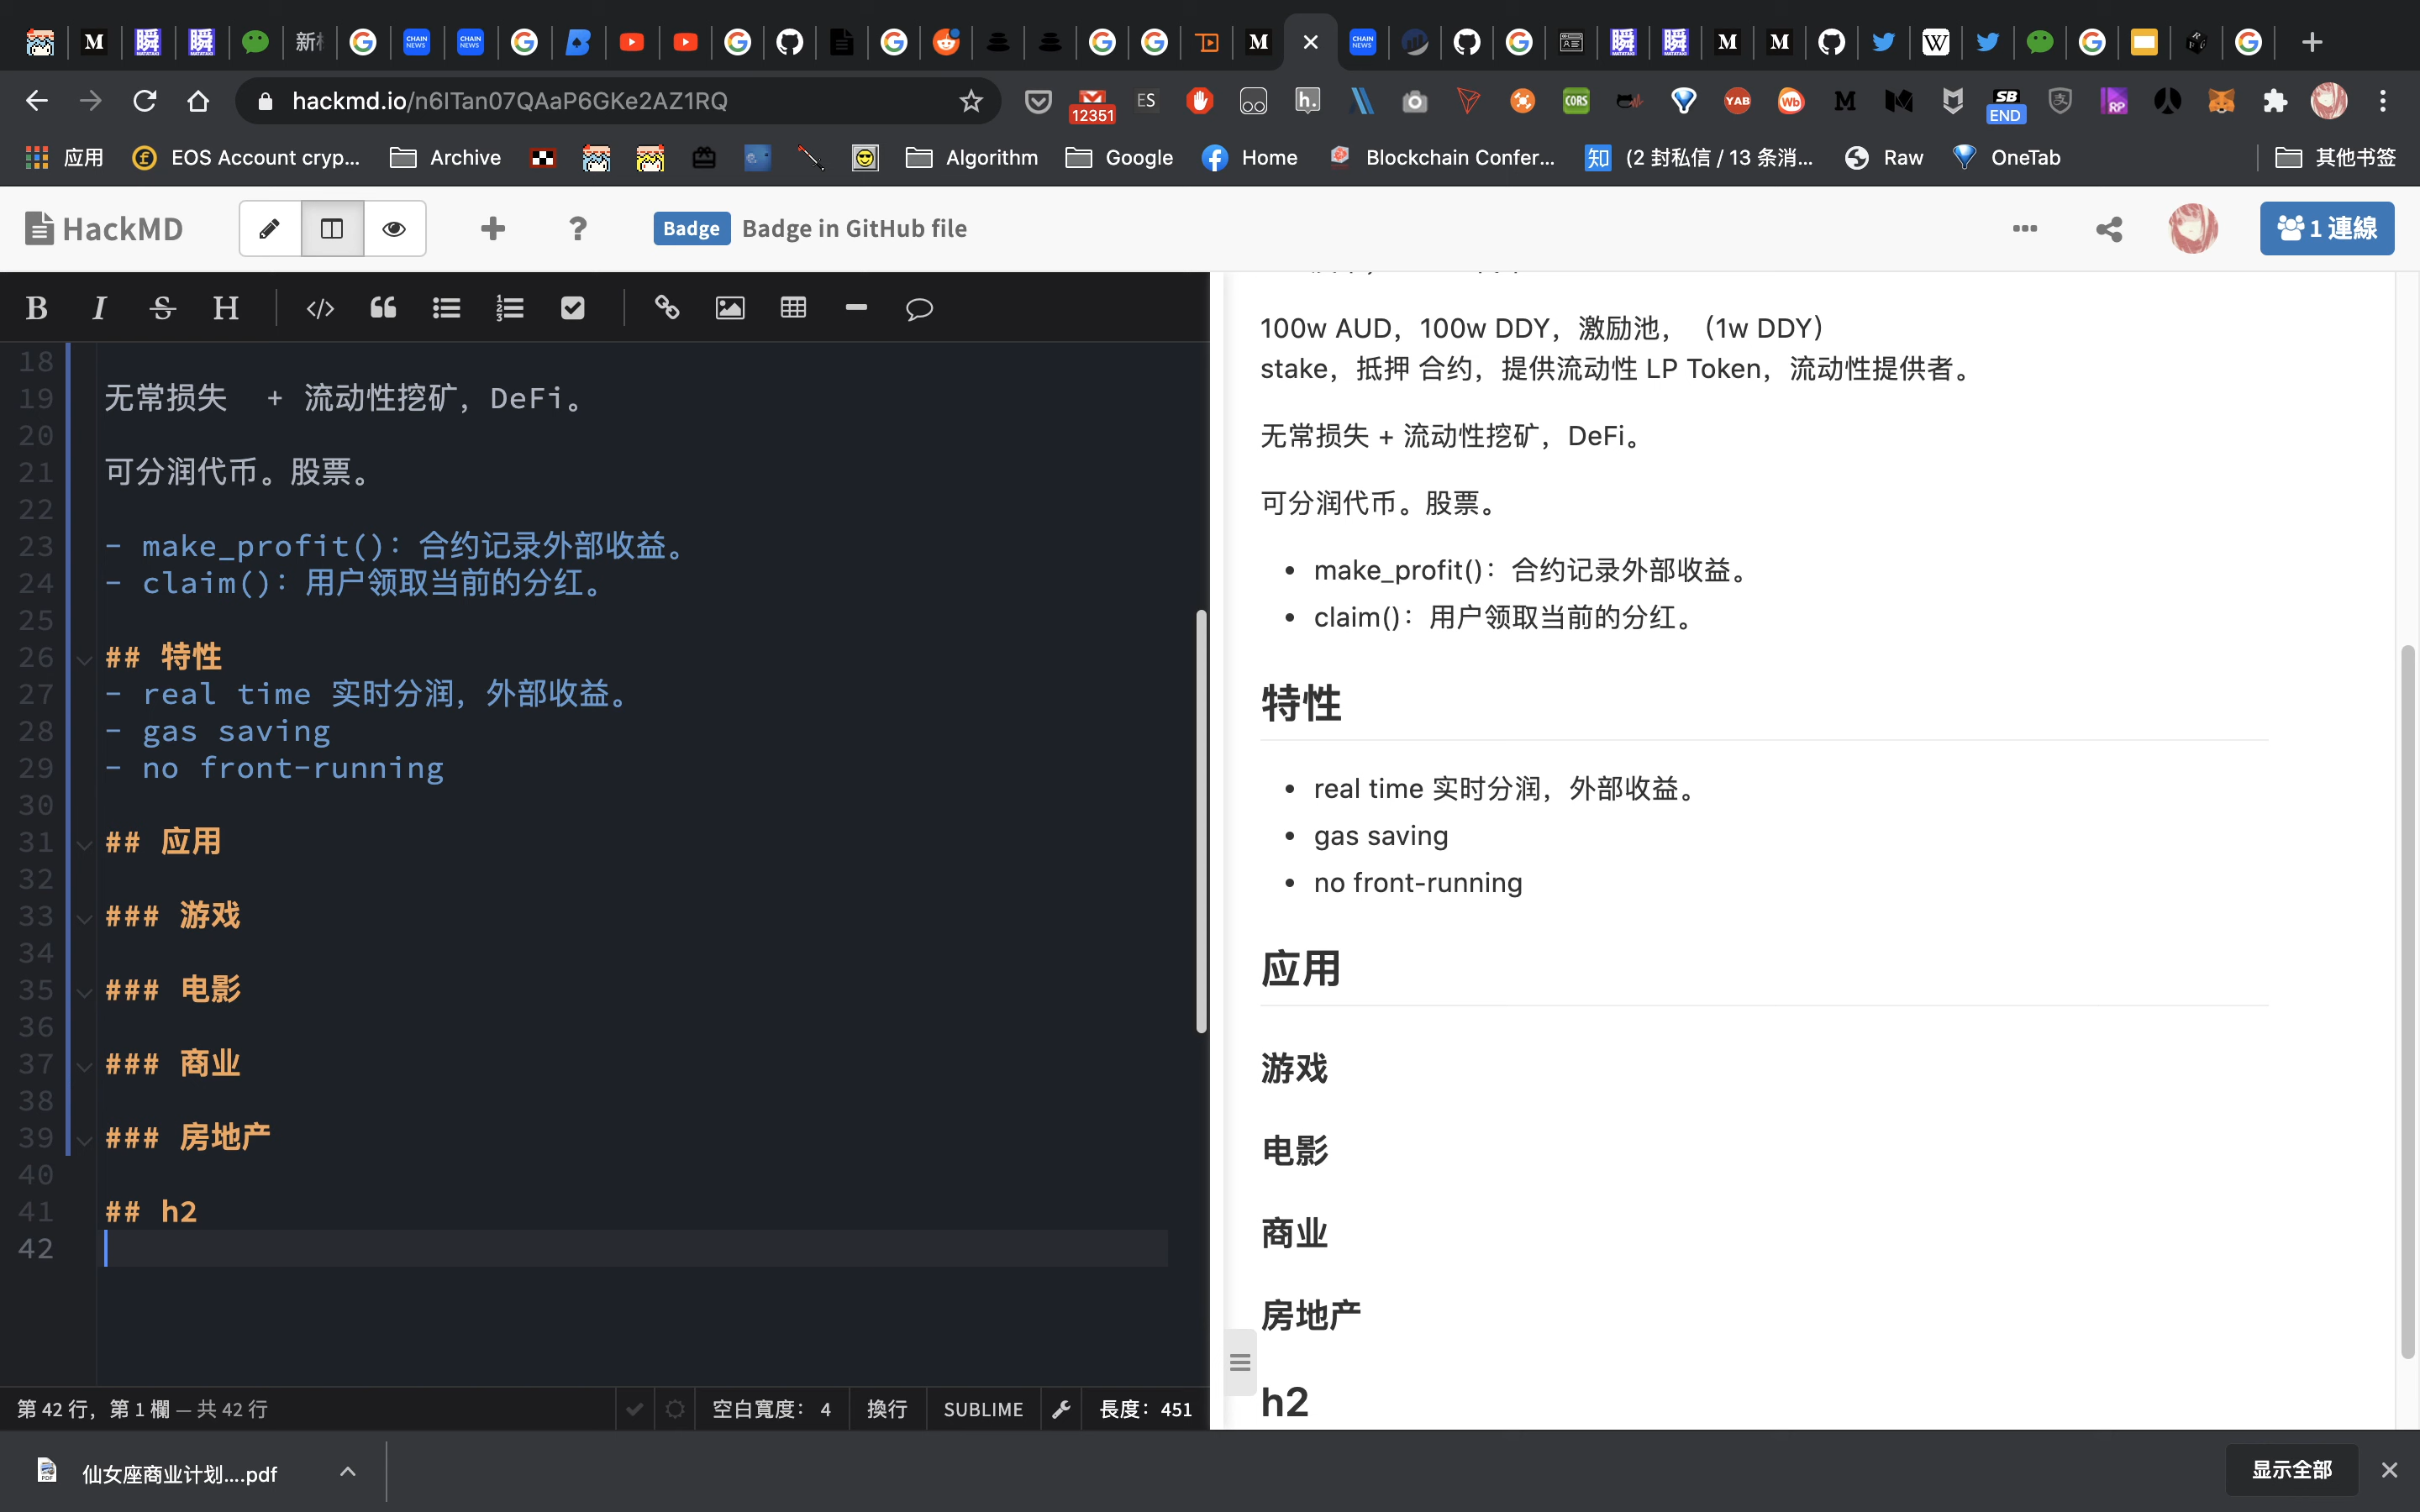 新
hackmd.io/n6ITan07QAaP6GKe2AZ1RQ
12351
ES
CORS
YAB
Wb
SB
END
RP
应用
EOS Account cryp...
Archive
Algorithm
Google
Home
Blockchain Confer...
知
(2 封私信 / 13 条消...
Raw
OneTab
其他书签
HackMD
Badge
Badge in GitHub file
1 連線
18
19 无常损失  + 流动性挖矿，DeFi。
20
21 可分润代币。股票。
22
23 - make_profit()：合约记录外部收益。
24 - claim()：用户领取当前的分红。
25
26 ## 特性
27 - real time 实时分润，外部收益。
28 - gas saving
29 - no front-running
30
31 ## 应用
32
33 ### 游戏
34
35 ### 电影
36
37 ### 商业
38
39 ### 房地产
40
41 ## h2
42
第 42 行，第 1 欄 — 共 42 行
空白寬度： 4
換行
SUBLIME
長度： 451
100w AUD，100w DDY，激励池，（1w DDY）
stake，抵押 合约，提供流动性 LP Token，流动性提供者。
无常损失 + 流动性挖矿，DeFi。
可分润代币。股票。
• make_profit()：合约记录外部收益。
• claim()：用户领取当前的分红。
特性
• real time 实时分润，外部收益。
• gas saving
• no front-running
应用
游戏
电影
商业
房地产
h2
仙女座商业计划....pdf
显示全部